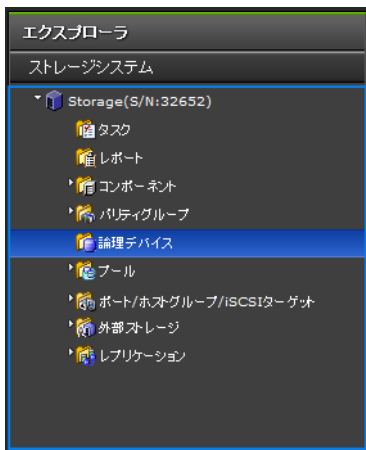 エクスプローラ
ストレージシステム
Storage(S/N:32652)
タスク
レポート
コンポーネント
パリティグループ
論理デバイス
プール
ポート/ホストグループ/iSCSIターゲット
外部ストレージ
レプリケーション